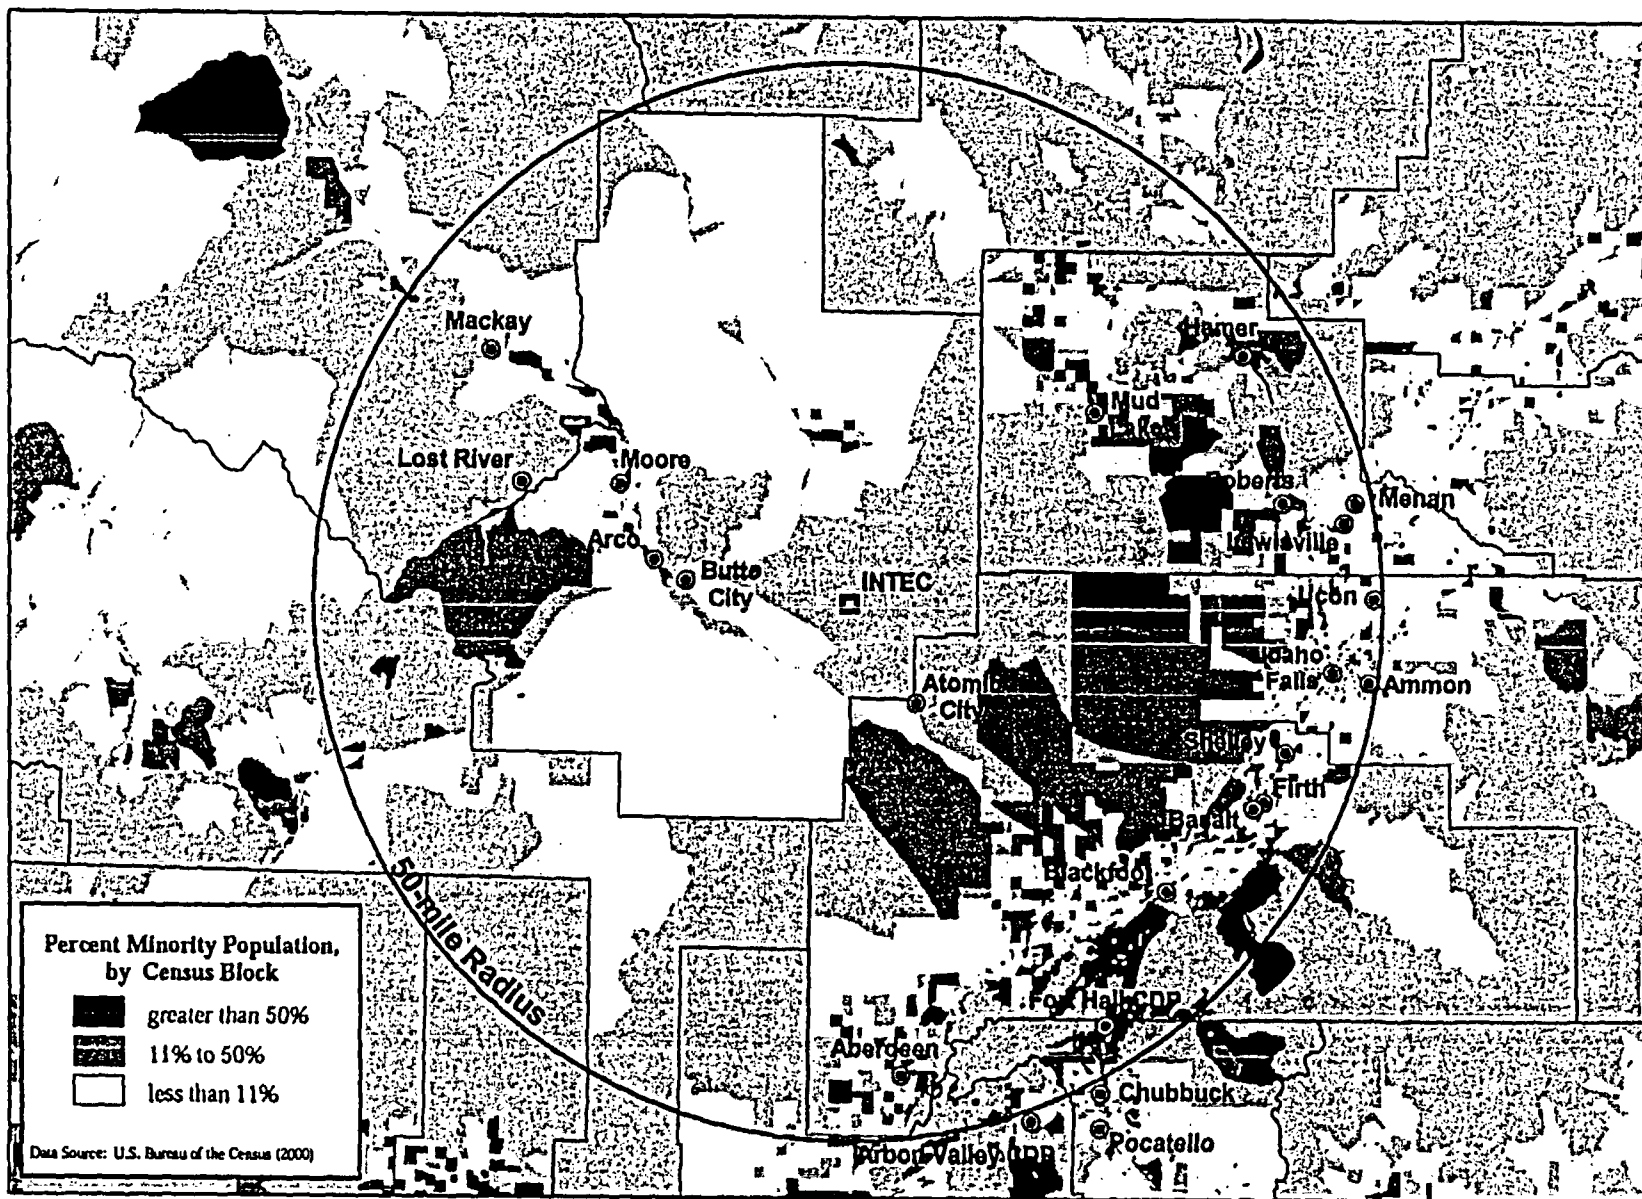 Hamer
Mackay
Mud
Lake
Lost River
Moore
Roberts
Menan
Lewisville
Arco
Butte
City
INTEC
Ucon
Idaho
Falls
Ammon
Atomic
City
Shelley
Firth
Basalt
Blackfoot
50-mile Radius
Percent Minority Population,
by Census Block
greater than 50%
11% to 50%
less than 11%
Data Source: U.S. Bureau of the Census (2000)
Fort Hall CDP
Aberdeen
Chubbuck
Pocatello
Arbon Valley CDP